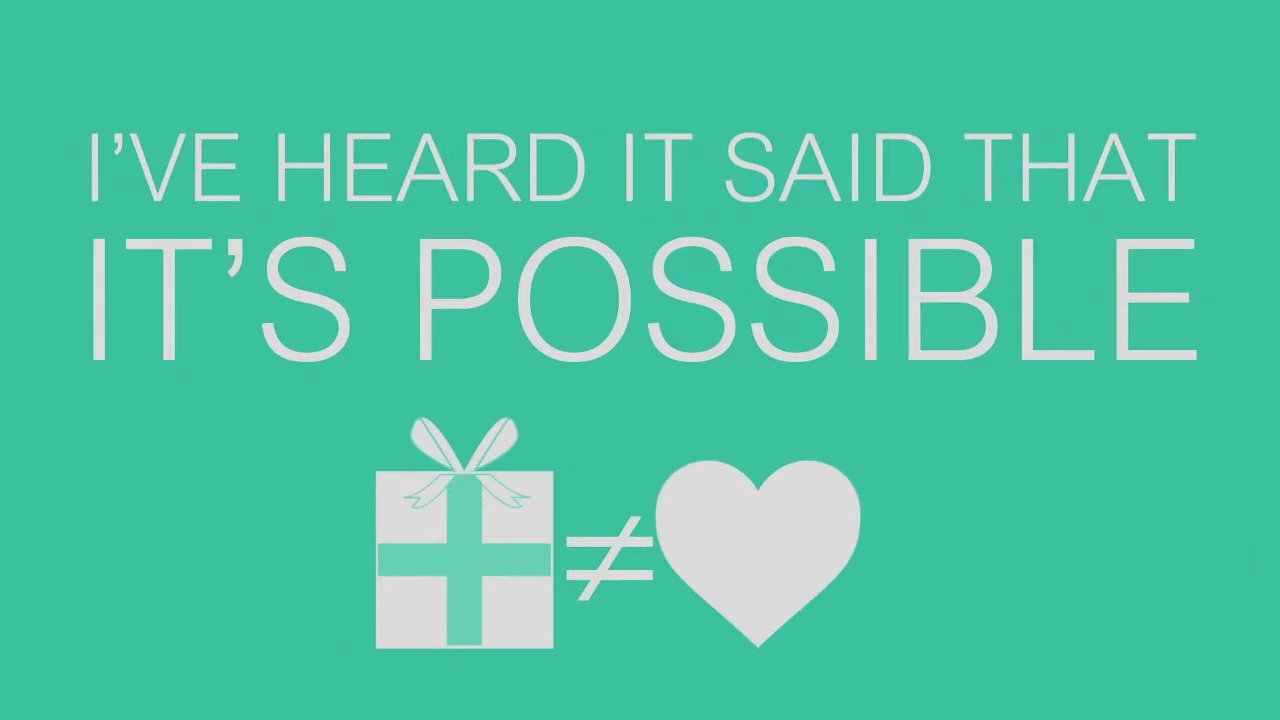 I’VE HEARD IT SAID THAT
IT’S POSSIBLE
≠